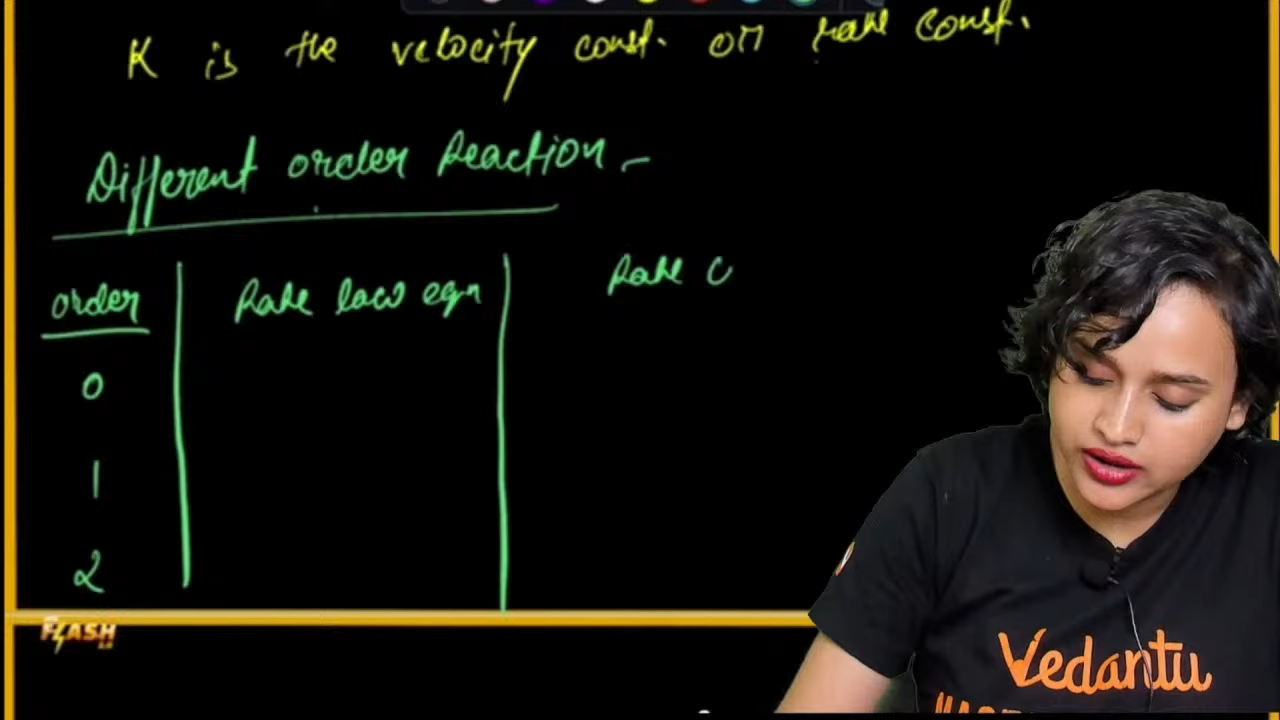 K is the velocity const. or rate const.
Different order Reaction -
order Rate law eqn Rate c
0
1
2
FLASH
Vedantu